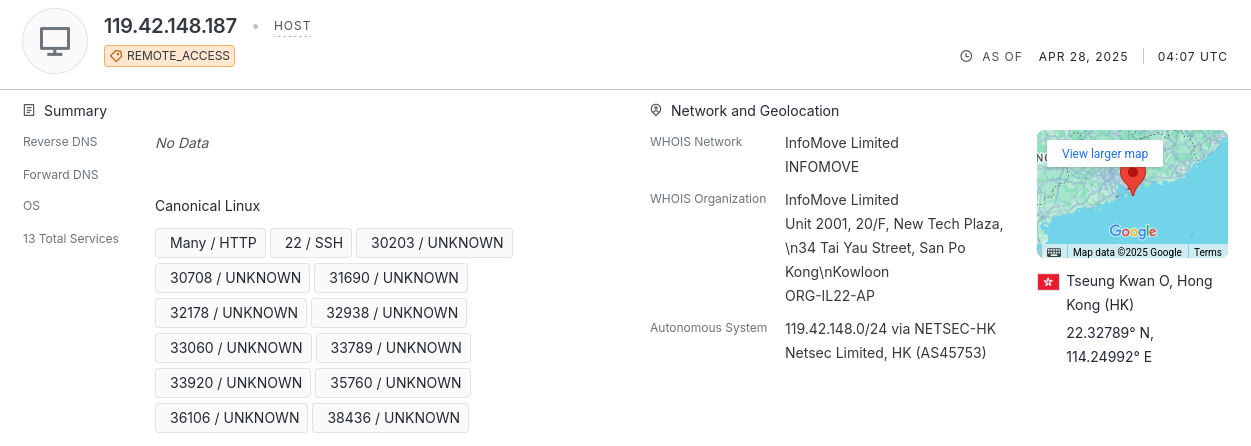 119.42.148.187 • HOST
REMOTE_ACCESS
AS OF APR 28, 2025 04:07 UTC
Summary
Reverse DNS No Data
Forward DNS
OS Canonical Linux
13 Total Services Many / HTTP 22 / SSH 30203 / UNKNOWN
30708 / UNKNOWN 31690 / UNKNOWN
32178 / UNKNOWN 32938 / UNKNOWN
33060 / UNKNOWN 33789 / UNKNOWN
33920 / UNKNOWN 35760 / UNKNOWN
36106 / UNKNOWN 38436 / UNKNOWN
Network and Geolocation
WHOIS Network InfoMove Limited
INFOMOVE
WHOIS Organization InfoMove Limited
Unit 2001, 20/F, New Tech Plaza,
\n34 Tai Yau Street, San Po
Kong\nKowloon
ORG-IL22-AP
Autonomous System 119.42.148.0/24 via NETSEC-HK
Netsec Limited, HK (AS45753)
View larger map
Google
Map data ©2025 Google Terms
Tseung Kwan O, Hong
Kong (HK)
22.32789° N,
114.24992° E